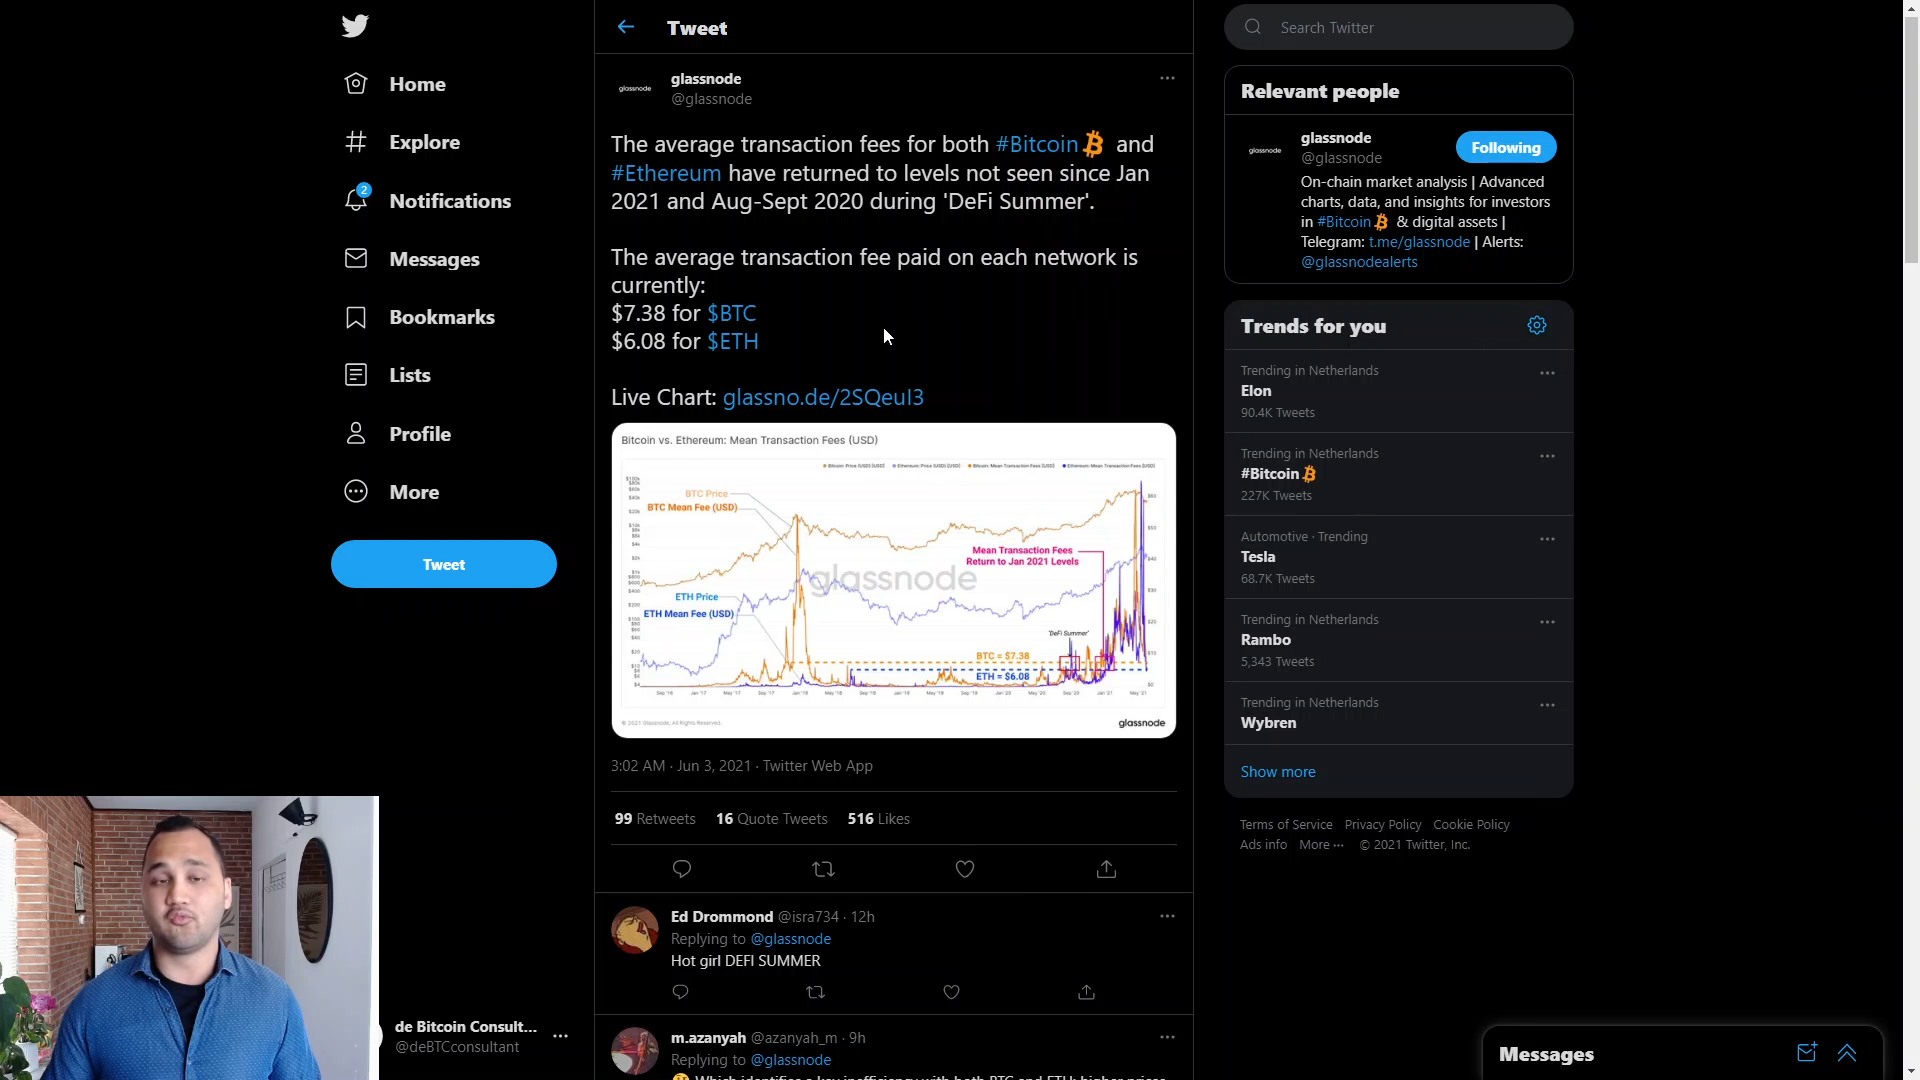 Tweet
Search Twitter
Home
Explore
2
Notifications
Messages
Bookmarks
Lists
Profile
More
Tweet
glassnode
glassnode
@glassnode
The average transaction fees for both #Bitcoin and
#Ethereum have returned to levels not seen since Jan
2021 and Aug-Sept 2020 during 'DeFi Summer'.
The average transaction fee paid on each network is
currently:
$7.38 for $BTC
$6.08 for $ETH
Live Chart: glassno.de/2SQeuI3
Bitcoin vs. Ethereum: Mean Transaction Fees (USD)
BTC Price
BTC Mean Fee (USD)
Mean Transaction Fees
Return to Jan 2021 Levels
glassnode
ETH Price
ETH Mean Fee (USD)
'DeFi Summer'
BTC = $7.38
ETH = $6.08
© 2021 Glassnode. All Rights Reserved.
glassnode
3:02 AM · Jun 3, 2021 · Twitter Web App
99 Retweets 16 Quote Tweets 516 Likes
Ed Drommond @isra734 · 12h
Replying to @glassnode
Hot girl DEFI SUMMER
m.azanyah @azanyah_m · 9h
Replying to @glassnode
Relevant people
glassnode
glassnode
@glassnode
Following
On-chain market analysis | Advanced
charts, data, and insights for investors
in #Bitcoin & digital assets |
Telegram: t.me/glassnode | Alerts:
@glassnodealerts
Trends for you
Trending in Netherlands
Elon
90.4K Tweets
Trending in Netherlands
#Bitcoin
227K Tweets
Automotive · Trending
Tesla
68.7K Tweets
Trending in Netherlands
Rambo
5,343 Tweets
Trending in Netherlands
Wybren
Show more
Terms of Service Privacy Policy Cookie Policy
Ads info More ··· © 2021 Twitter, Inc.
de Bitcoin Consult...
@deBTCconsultant
Messages